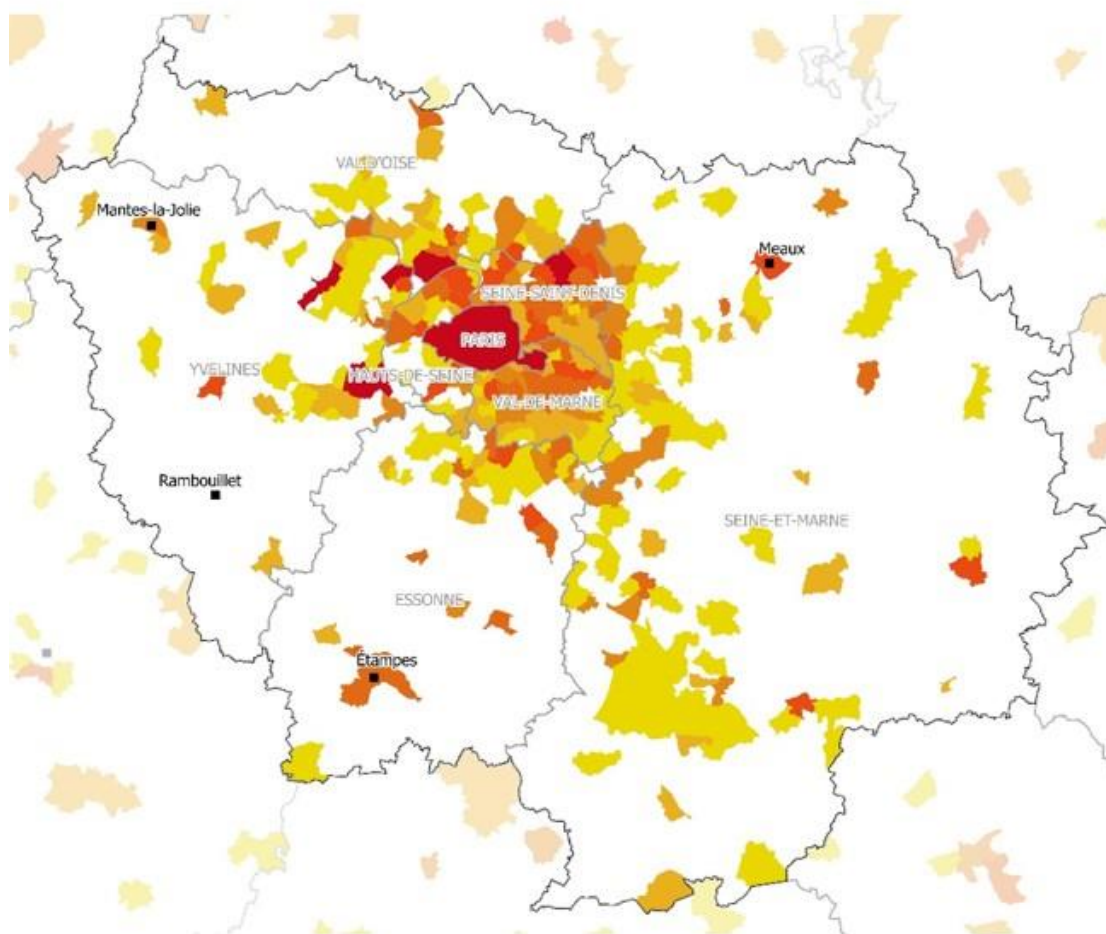 VAL D'OISE
Mantes-la-Jolie
Meaux
SEINE-SAINT-DENIS
PARIS
YVELINES
HAUTS-DE-SEINE
VAL-DE-MARNE
Rambouillet
SEINE-ET-MARNE
ESSONNE
Étampes